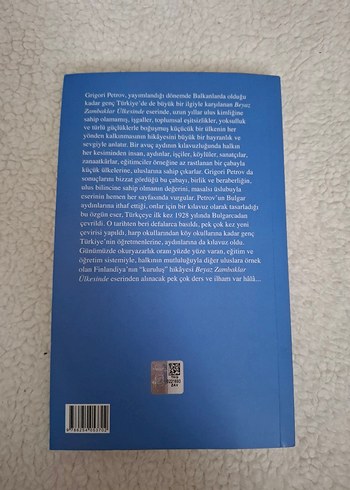 Grigori Petrov, yayımlandığı dönemde Balkanlarda olduğu
kadar genç Türkiye'de de büyük bir ilgiyle karşılanan Beyaz
Zambaklar Ülkesinde eserinde, uzun yıllar ulus kimliğine
sahip olamamış, işgaller, toplumsal eşitsizlikler, yoksulluk
ve türlü güçlüklerle boğuşmuş küçücük bir ülkenin her
yönden kalkınmasının hikâyesini büyük bir hayranlık ve
sevgiyle anlatır. Bir avuç aydının kılavuzluğunda halkın
her kesiminden insan, aydınlar, işçiler, köylüler, sanatçılar,
zanaatkârlar, eğitimciler örneğine az rastlanan bir çabayla
küçük ülkelerine, uluslarına sahip çıkarlar. Grigori Petrov da
sonuçlarını bizzat gördüğü bu çabayı, birlik ve beraberliğin,
ulus bilincine sahip olmanın değerini, masalsı üslubuyla
eserinin hemen her sayfasında vurgular. Petrov'un Bulgar
aydınlarına ithaf ettiği, onlar için bir kılavuz olarak tasarladığı
bu özgün eser, Türkçeye ilk kez 1928 yılında Bulgarcadan
çevrildi. O tarihten beri defalarca basıldı, pek çok kez yeni
çevirisi yapıldı, harp okullarından köy okullarına kadar genç
Türkiye'nin öğretmenlerine, aydınlarına da kılavuz oldu.
Günümüzde okuryazarlık oranı yüzde yüze varan, eğitim ve
öğretim sistemiyle, halkının mutluluğuyla diğer uluslara örnek
olan Finlandiya'nın "kuruluş" hikâyesi Beyaz Zambaklar
Ülkesinde eserinden alınacak pek çok ders ve ilham var hâlâ...